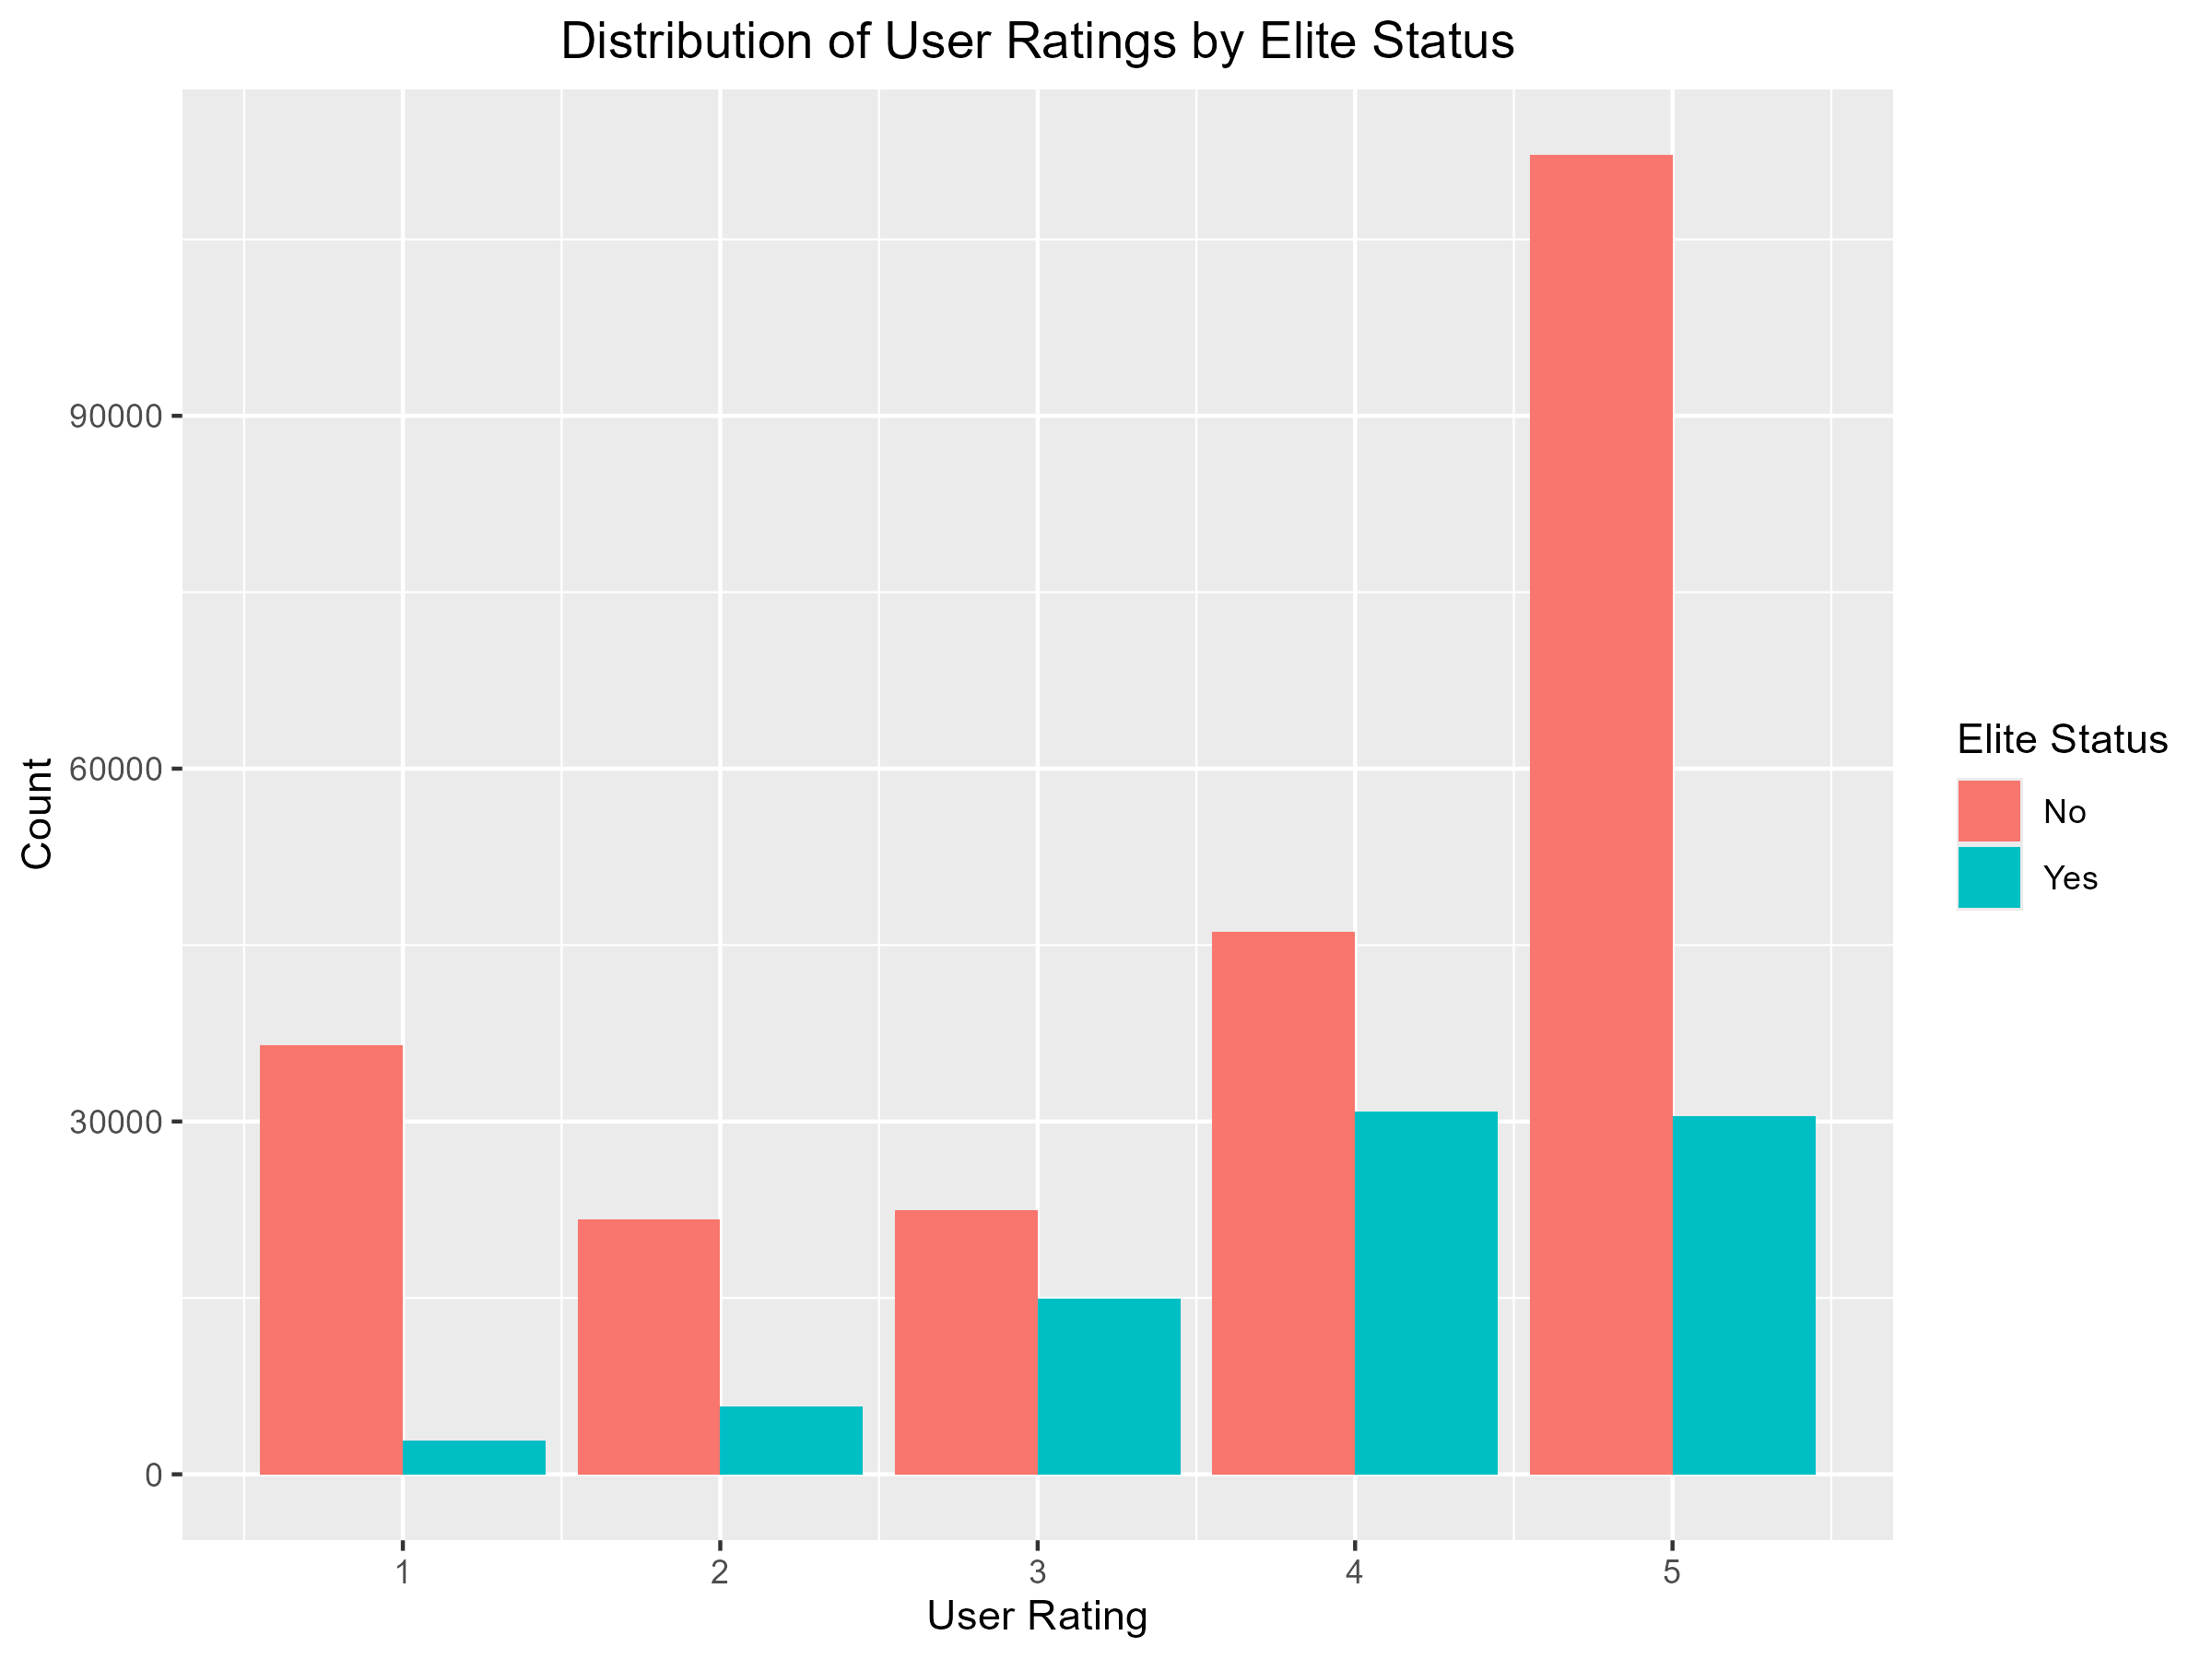 Distribution of User Ratings by Elite Status
Count
90000
60000
30000
0
1 2 3 4 5
User Rating
Elite Status
No
Yes